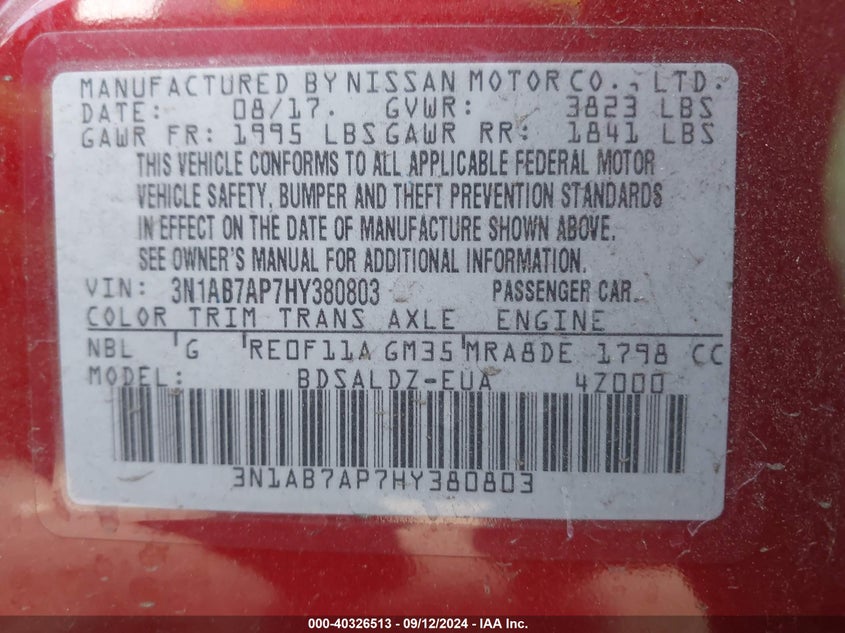 MANUFACTURED BY NISSAN MOTOR CO., LTD.
DATE: 08/17. GVWR: 3823 LBS
GAWR FR: 1995 LBS GAWR RR: 1841 LBS
THIS VEHICLE CONFORMS TO ALL APPLICABLE FEDERAL MOTOR
VEHICLE SAFETY, BUMPER AND THEFT PREVENTION STANDARDS
IN EFFECT ON THE DATE OF MANUFACTURE SHOWN ABOVE.
SEE OWNER'S MANUAL FOR ADDITIONAL INFORMATION.
VIN: 3N1AB7AP7HY380803 PASSENGER CAR
COLOR TRIM TRANS AXLE ENGINE
NBL G RE0F11A GM35 MRA8DE 1798 CC
MODEL: BDSALDZ-EUA 4Z000
3N1AB7AP7HY380803
000-40326513 - 09/12/2024 - IAA Inc.